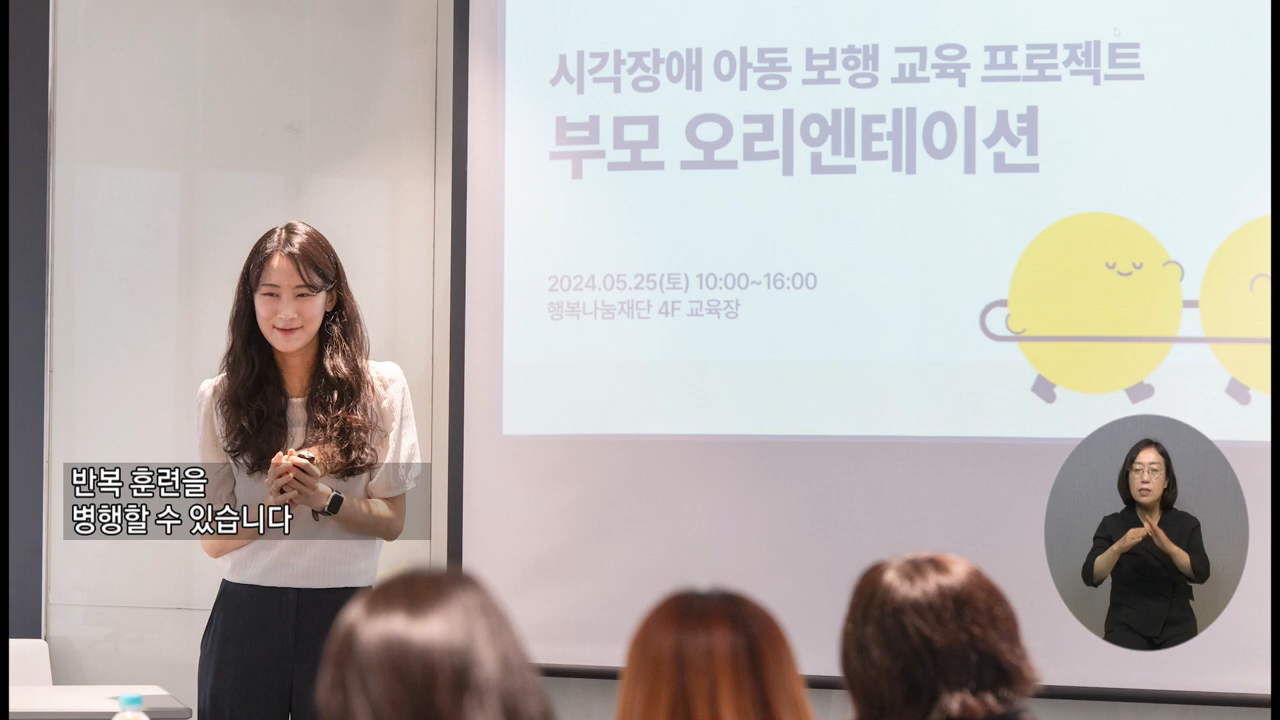 시각장애 아동 보행 교육 프로젝트
부모 오리엔테이션
2024.05.25(토) 10:00~16:00
행복나눔재단 4F 교육장
반복 훈련을
병행할 수 있습니다